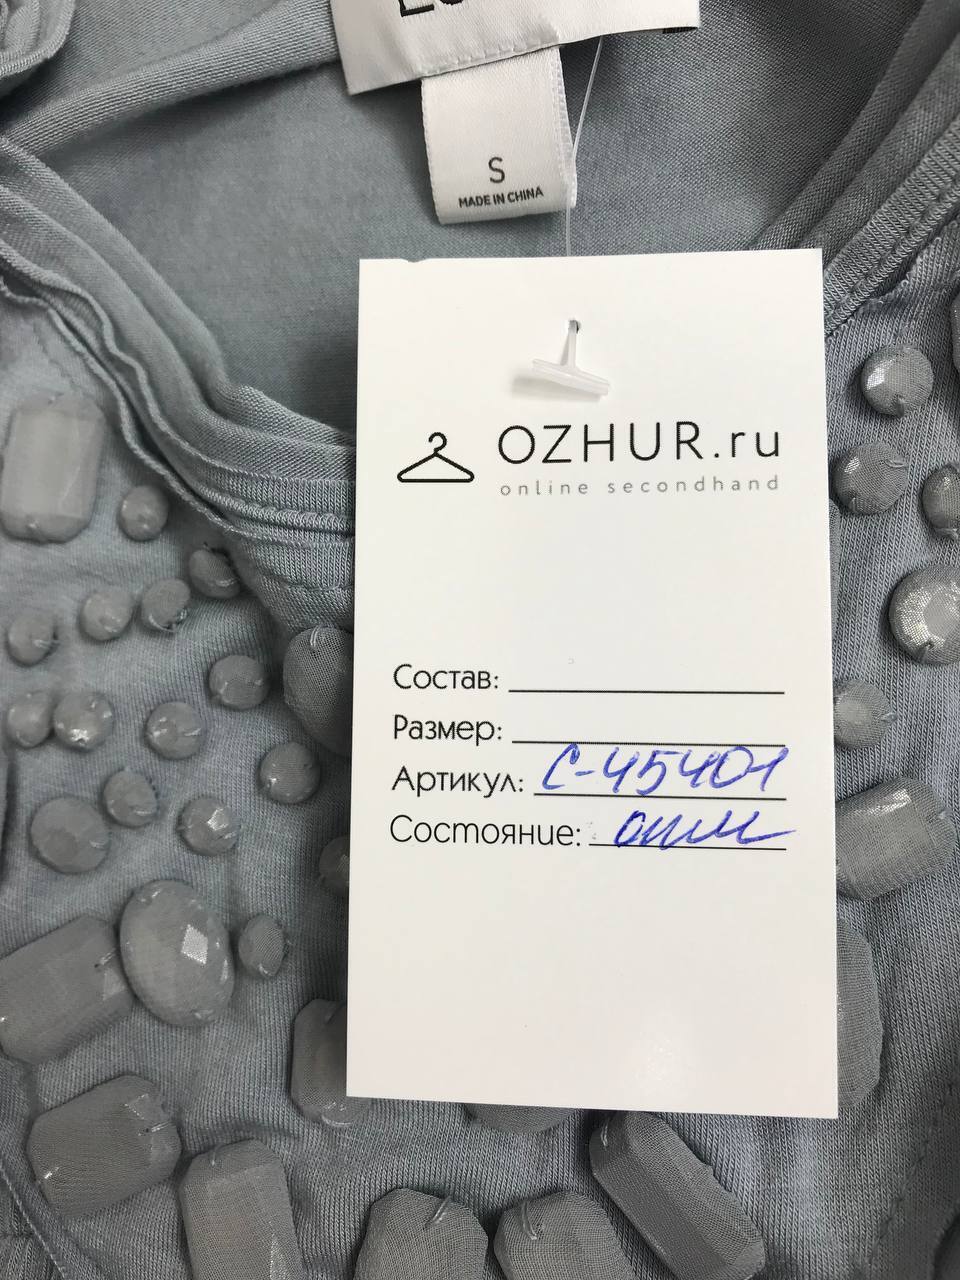 S
MADE IN CHINA
OZHUR.ru
online secondhand
Состав:
Размер:
Артикул: С-45401
Состояние: отл